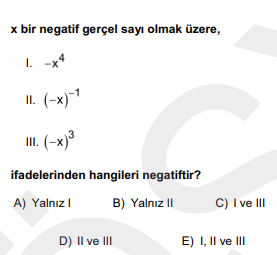 x bir negatif gerçel sayı olmak üzere,
I. −x⁴
II. (−x)⁻¹
III. (−x)³
ifadelerinden hangileri negatiftir?
A) Yalnız I B) Yalnız II C) I ve III
D) II ve III E) I, II ve III